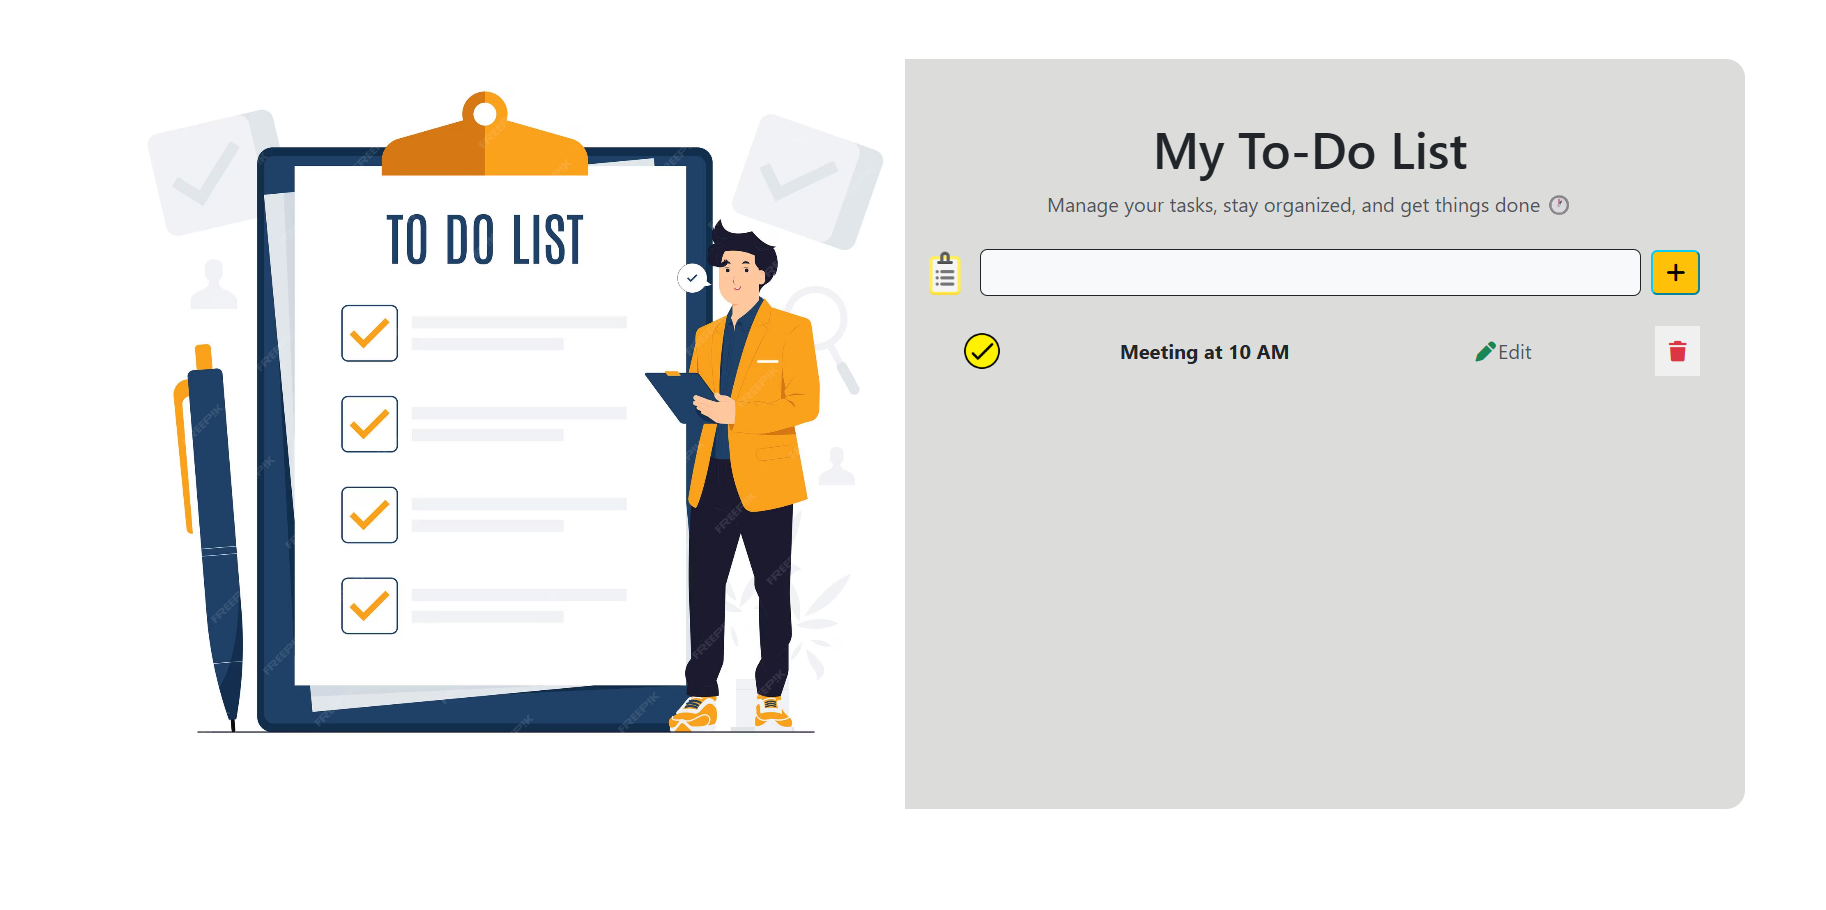 TO DO LIST
My To-Do List
Manage your tasks, stay organized, and get things done
Meeting at 10 AM
Edit
FREEPIK